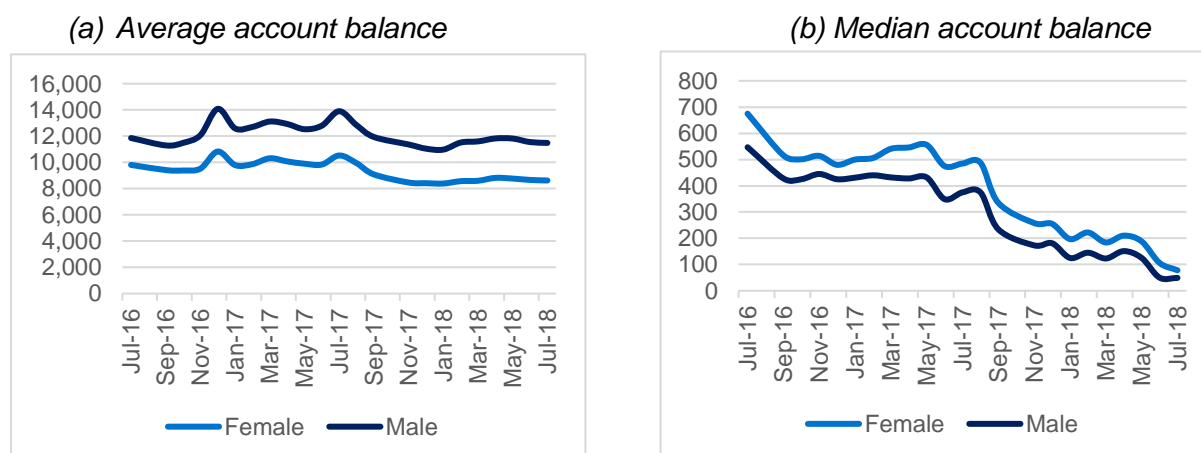 (a) Average account balance
16,000
14,000
12,000
10,000
8,000
6,000
4,000
2,000
0
Jul-16
Sep-16
Nov-16
Jan-17
Mar-17
May-17
Jul-17
Sep-17
Nov-17
Jan-18
Mar-18
May-18
Jul-18
Female Male
(b) Median account balance
800
700
600
500
400
300
200
100
0
Jul-16
Sep-16
Nov-16
Jan-17
Mar-17
May-17
Jul-17
Sep-17
Nov-17
Jan-18
Mar-18
May-18
Jul-18
Female Male